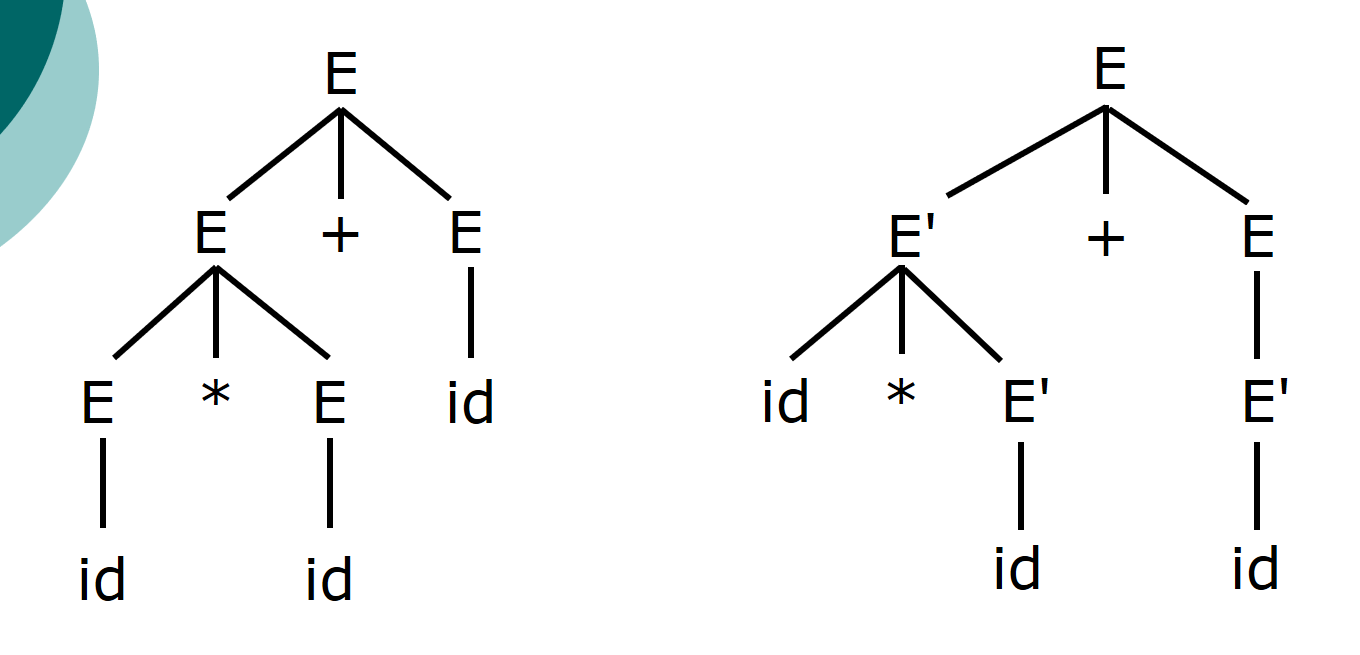 E E
E + E E' + E
E * E id id * E' E'
id id id id